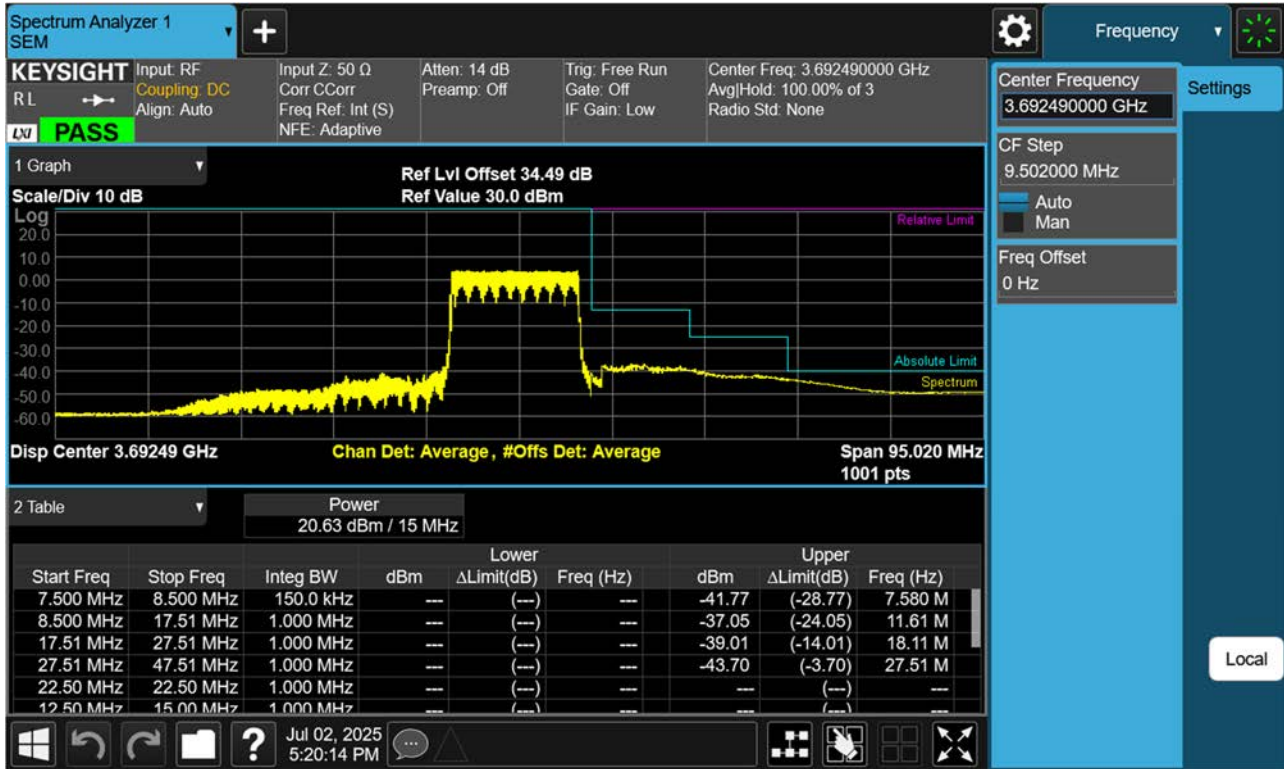 Spectrum Analyzer 1
SEM
Frequency
KEYSIGHT
RL
LXI PASS
Input: RF
Coupling: DC
Align: Auto
Input Z: 50 Ω
Corr CCorr
Freq Ref: Int (S)
NFE: Adaptive
Atten: 14 dB
Preamp: Off
Trig: Free Run
Gate: Off
IF Gain: Low
Center Freq: 3.692490000 GHz
Avg|Hold: 100.00% of 3
Radio Std: None
Center Frequency
3.692490000 GHz
Settings
CF Step
9.502000 MHz
Auto
Man
Freq Offset
0 Hz
1 Graph
Ref Lvl Offset 34.49 dB
Scale/Div 10 dB Ref Value 30.0 dBm
Log
Relative Limit
20.0
10.0
0.00
-10.0
-20.0
-30.0
Absolute Limit
-40.0
Spectrum
-50.0
-60.0
Disp Center 3.69249 GHz Chan Det: Average, #Offs Det: Average Span 95.020 MHz
1001 pts
2 Table
Power
20.63 dBm / 15 MHz
Lower Upper
Start Freq Stop Freq Integ BW dBm ΔLimit(dB) Freq (Hz) dBm ΔLimit(dB) Freq (Hz)
7.500 MHz 8.500 MHz 150.0 kHz --- (---) --- -41.77 (-28.77) 7.580 M
8.500 MHz 17.51 MHz 1.000 MHz --- (---) --- -37.05 (-24.05) 11.61 M
17.51 MHz 27.51 MHz 1.000 MHz --- (---) --- -39.01 (-14.01) 18.11 M
27.51 MHz 47.51 MHz 1.000 MHz --- (---) --- -43.70 (-3.70) 27.51 M
22.50 MHz 22.50 MHz 1.000 MHz --- (---) --- --- (---) ---
12.50 MHz 15.00 MHz 1.000 MHz --- (---) --- --- (---) ---
Local
?
Jul 02, 2025
5:20:14 PM